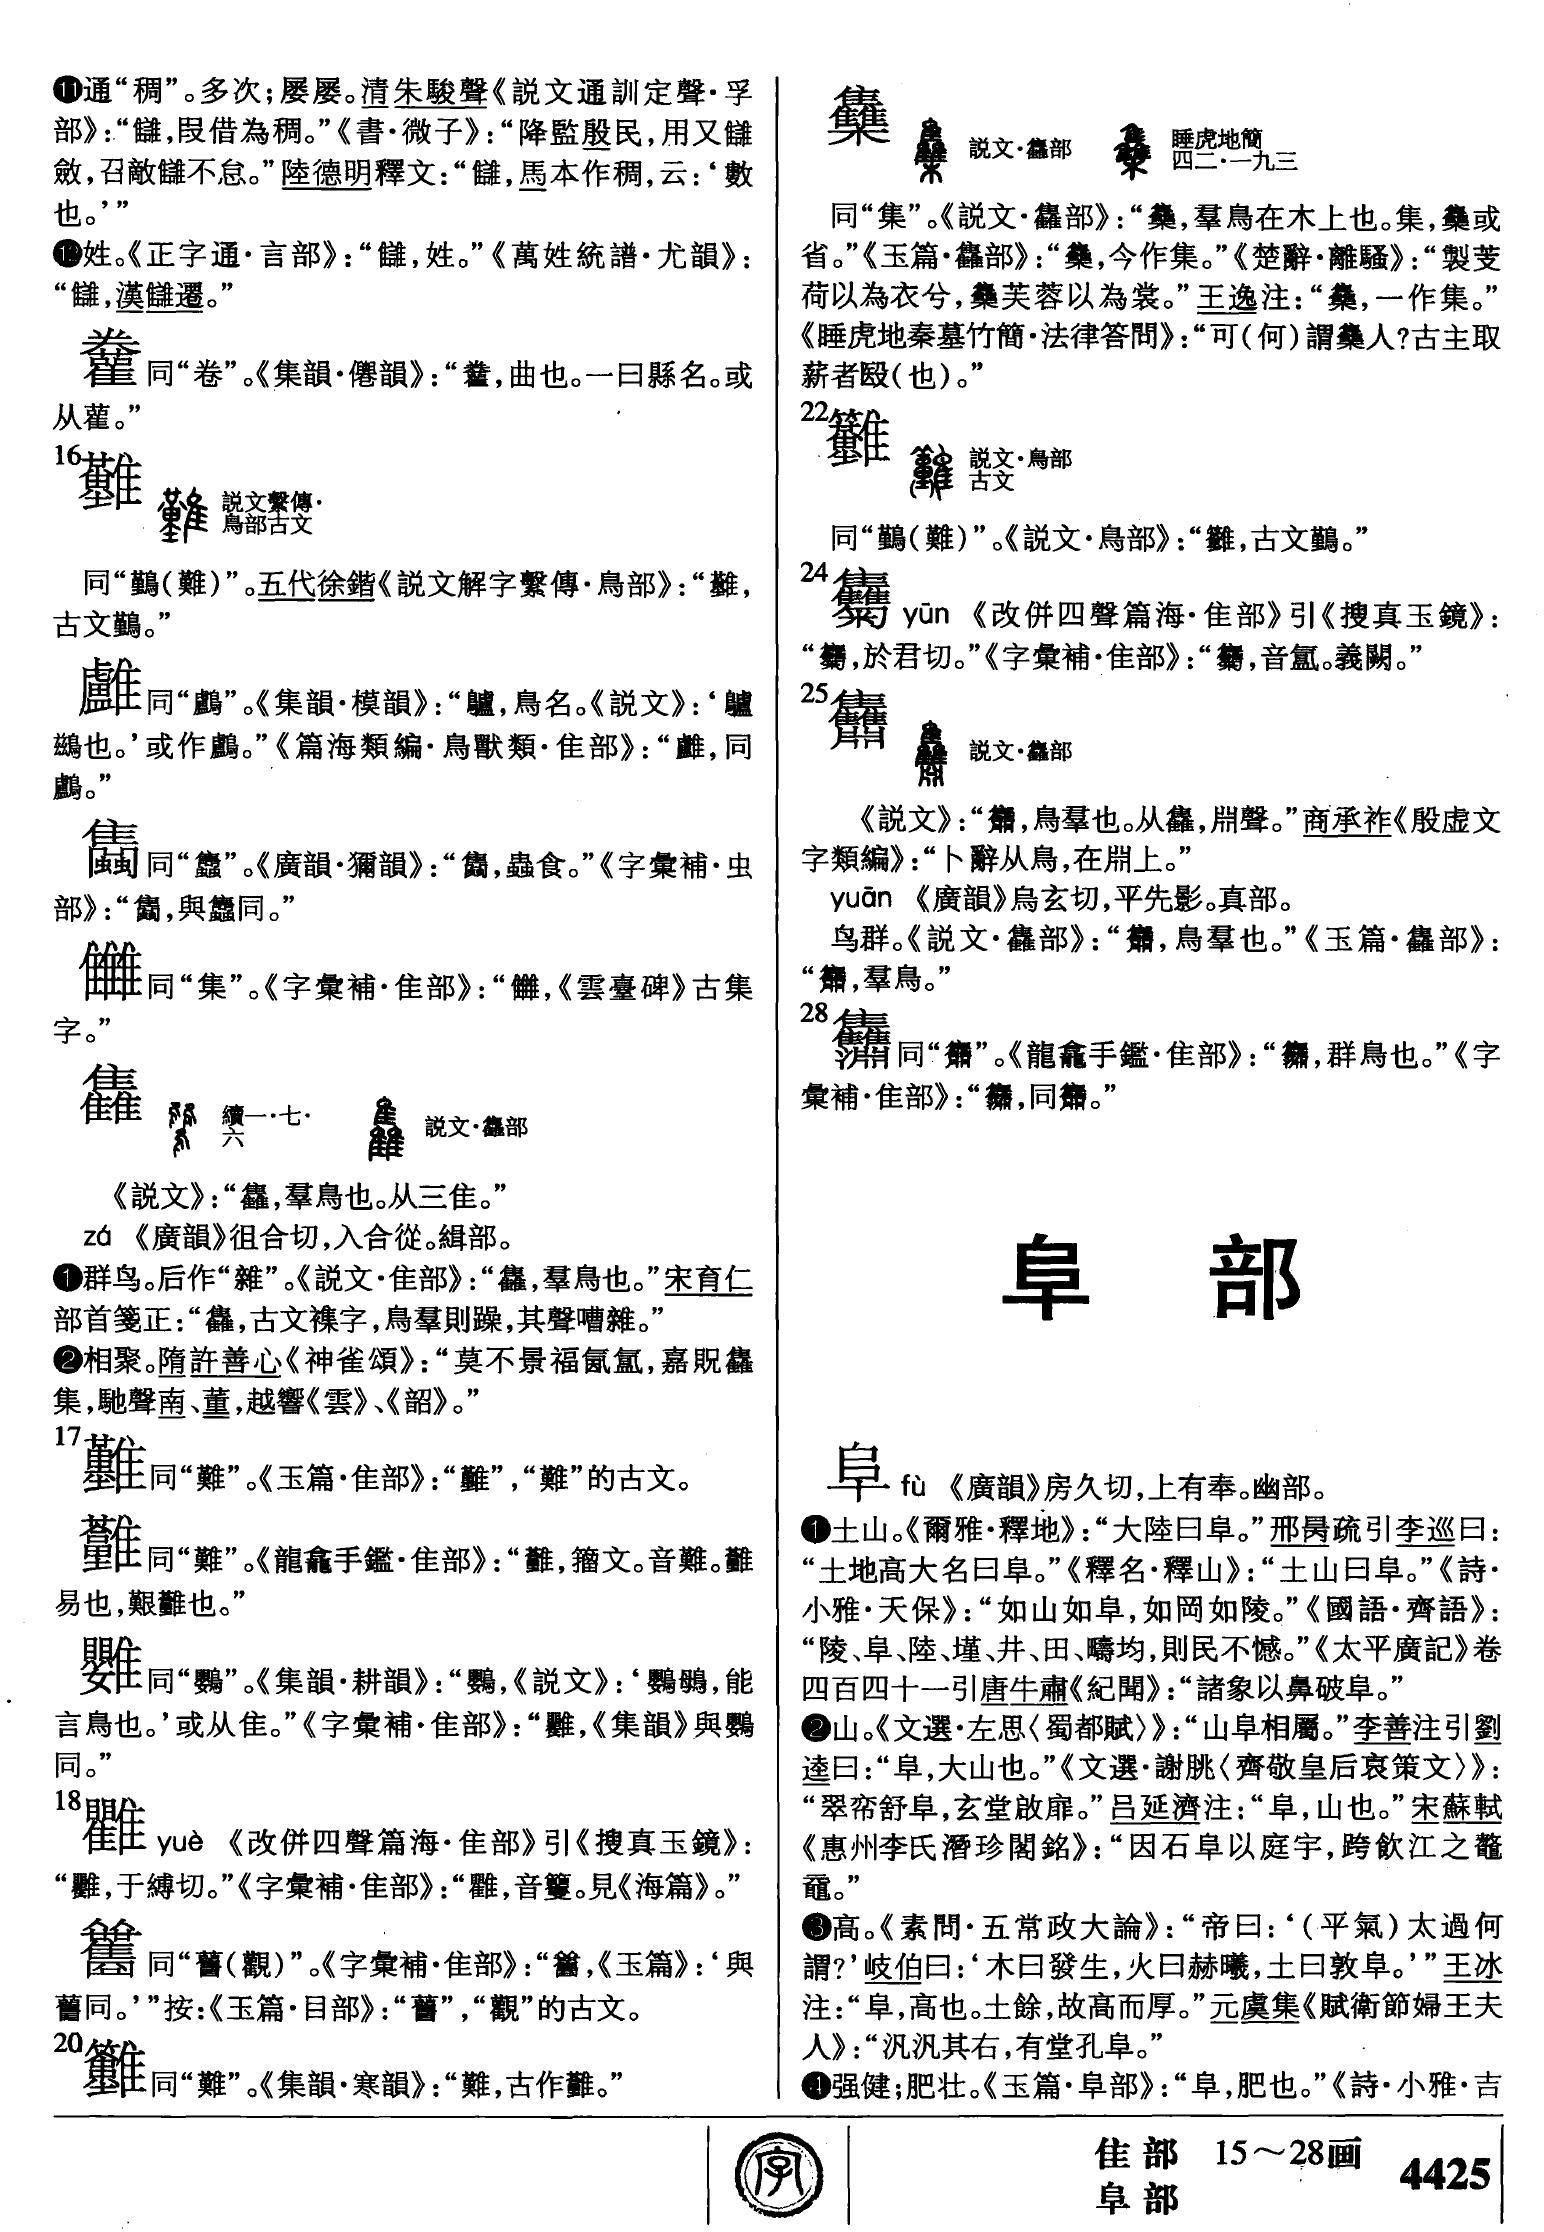 ⓫通“稠”。多次；屡屡。清朱駿聲《説文通訓定聲·孚
部》：“雠，叚借為稠。”《書·微子》：“降監殷民，用又讎
斂，召敵讎不怠。”陸德明釋文：“讎，馬本作稠，云：‘數
也。’”
⓬姓。《正字通·言部》：“讎，姓。”《萬姓統譜·尤韻》：
“讎，漢讎遷。”
同“卷”。《集韻·僊韻》：“，曲也。一曰縣名。或
从雚。”
16
説文繫傳·
鳥部古文
同“鷬(難)”。五代徐鍇《説文解字繫傳·鳥部》：“，
古文鷬。”
同“鸕”。《集韻·模韻》：“鸕，鳥名。《説文》：‘鸕
鷀也。’或作鸕。”《篇海類編·鳥獸類·隹部》：“，同
鸕。”
同“蠹”。《廣韻·獮韻》：“，蟲食。”《字彙補·虫
部》：“，與同。”
同“集”。《字彙補·隹部》：“，《雲臺碑》古集
字。”
雥
續一·七·
六
説文·雥部
《説文》：“雥，羣鳥也。从三隹。”
zá 《廣韻》徂合切，入合從。緝部。
❶群鸟。后作“雜”。《説文·隹部》：“雥，羣鳥也。”宋育仁
部首箋正：“雥，古文襍字，鳥羣則躁，其聲嘈雜。”
❷相聚。隋許善心《神雀頌》：“莫不景福氤氲，嘉貺雥
集，馳聲南、董，越響《雲》、《韶》。”
17
同“難”。《玉篇·隹部》：“”，“難”的古文。
同“難”。《龍龕手鑑·隹部》：“，籀文。音難。
易也，艱也。”
同“鸚”。《集韻·耕韻》：“鸚，《説文》：‘鸚鴞，能
言鳥也。’或从隹。”《字彙補·隹部》：“，《集韻》與鸚
同。”
18
yuè 《改併四聲篇海·隹部》引《搜真玉鏡》：
“，于縛切。”《字彙補·隹部》：“，音籰。見《海篇》。”
同“(觀)”。《字彙補·隹部》：“，《玉篇》：‘與
同。’”按：《玉篇·目部》：“”，“觀”的古文。
20
同“難”。《集韻·寒韻》：“難，古作。”
雧
説文·雥部
睡虎地簡
四二·一九三
同“集”。《説文·雥部》：“雧，羣鳥在木上也。集，雧或
省。”《玉篇·雥部》：“雧，今作集。”《楚辭·離騷》：“製芰
荷以為衣兮，雧芙蓉以為裳。”王逸注：“雧，一作集。”
《睡虎地秦墓竹簡·法律答問》：“可(何)謂雧人？古主取
薪者殹(也)。”
22
説文·鳥部
古文
同“鷬(難)”。《説文·鳥部》：“，古文鷬。”
24
yūn 《改併四聲篇海·隹部》引《搜真玉鏡》：
“，於君切。”《字彙補·隹部》：“，音氲。義闕。”
25
説文·雥部
《説文》：“，鳥羣也。从雥，𣶒聲。”商承祚《殷虚文
字類編》：“卜辭从鳥，在𣶒上。”
yuān 《廣韻》烏玄切，平先影。真部。
鸟群。《説文·雥部》：“，鳥羣也。”《玉篇·雥部》：
“，羣鳥。”
28
同“”。《龍龕手鑑·隹部》：“，群鳥也。”《字
彙補·隹部》：“，同。”
阜 部
阜 fù 《廣韻》房久切，上有奉。幽部。
❶土山。《爾雅·釋地》：“大陸曰阜。”邢昺疏引李巡曰：
“土地高大名曰阜。”《釋名·釋山》：“土山曰阜。”《詩·
小雅·天保》：“如山如阜，如岡如陵。”《國語·齊語》：
“陵、阜、陸、墐、井、田、疇均，則民不憾。”《太平廣記》卷
四百四十一引唐牛肅《紀聞》：“諸象以鼻破阜。”
❷山。《文選·左思〈蜀都賦〉》：“山阜相屬。”李善注引劉
逵曰：“阜，大山也。”《文選·謝朓〈齊敬皇后哀策文〉》：
“翠帟舒阜，玄堂啟扉。”吕延濟注：“阜，山也。”宋蘇軾
《惠州李氏潛珍閣銘》：“因石阜以庭宇，跨飲江之鼇
黿。”
❸高。《素問·五常政大論》：“帝曰：‘(平氣)太過何
謂？’岐伯曰：‘木曰發生，火曰赫曦，土曰敦阜。’”王冰
注：“阜，高也。土餘，故高而厚。”元虞集《賦衛節婦王夫
人》：“汎汎其右，有堂孔阜。”
❹强健；肥壮。《玉篇·阜部》：“阜，肥也。”《詩·小雅·吉
字
隹部 15～28画
阜部
4425